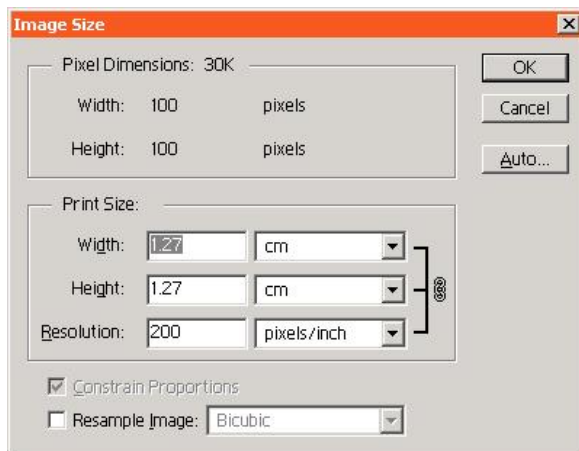 Image Size
Pixel Dimensions: 30K
OK
Width: 100 pixels
Cancel
Height: 100 pixels
Auto...
Print Size:
Width: 1.27 cm
Height: 1.27 cm
Resolution: 200 pixels/inch
Constrain Proportions
Resample Image: Bicubic